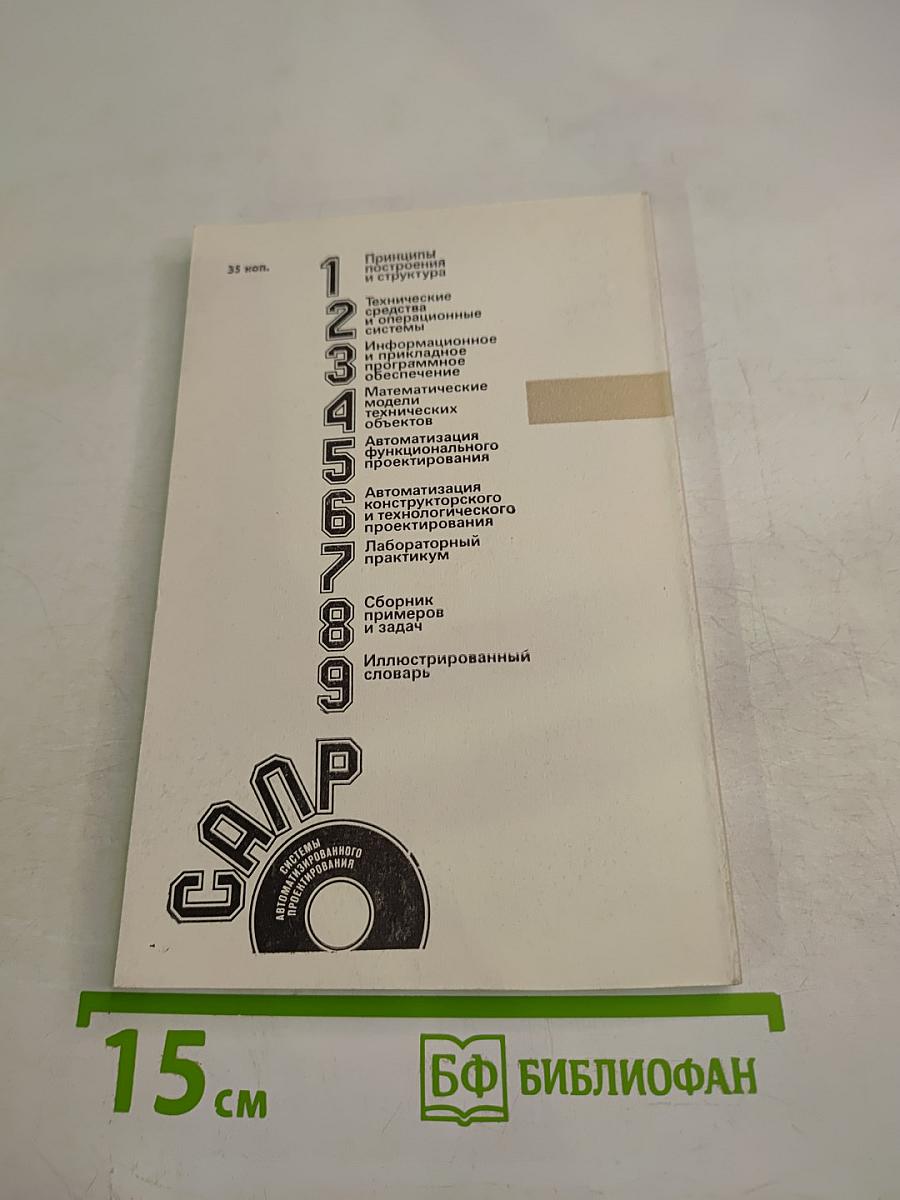 35 коп.
1
Принципы
построения
и структура
2
Технические
средства
и операционные
системы
3
Информационное
и прикладное
программное
обеспечение
4
Математические
модели
технических
объектов
5
Автоматизация
функционального
проектирования
6
Автоматизация
конструкторского
и технологического
проектирования
7
Лабораторный
практикум
8
Сборник
примеров
и задач
9
Иллюстрированный
словарь
САПР
СИСТЕМЫ
АВТОМАТИЗИРОВАННОГО
ПРОЕКТИРОВАНИЯ
15 см
БФ БИБЛИОФАН